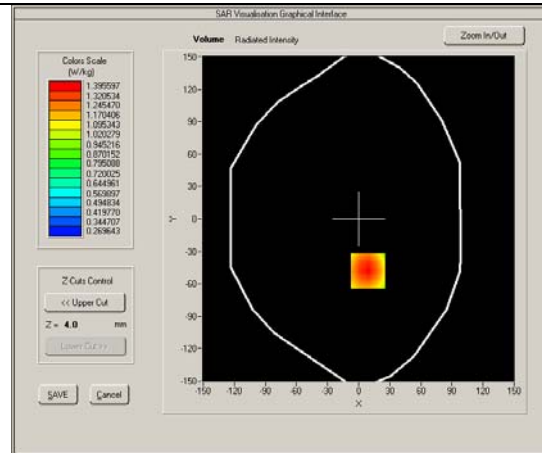 SAR Visualisation Graphical Interface
Volume Radiated Intensity
Zoom In/Out
Colors Scale
(W/kg)
1.395597
1.320534
1.245470
1.170406
1.095343
1.020279
0.945216
0.870152
0.795088
0.720025
0.644961
0.569897
0.494834
0.419770
0.344707
0.269643
Z-Cuts Control
<< Upper Cut
Z = 4.0 mm
Lower Cut >>
SAVE Cancel
150-
120-
90-
60-
30-
Y 0-
-30-
-60-
-90-
-120-
-150-
-150 -120 -90 -60 -30 0 30 60 90 120 150
X